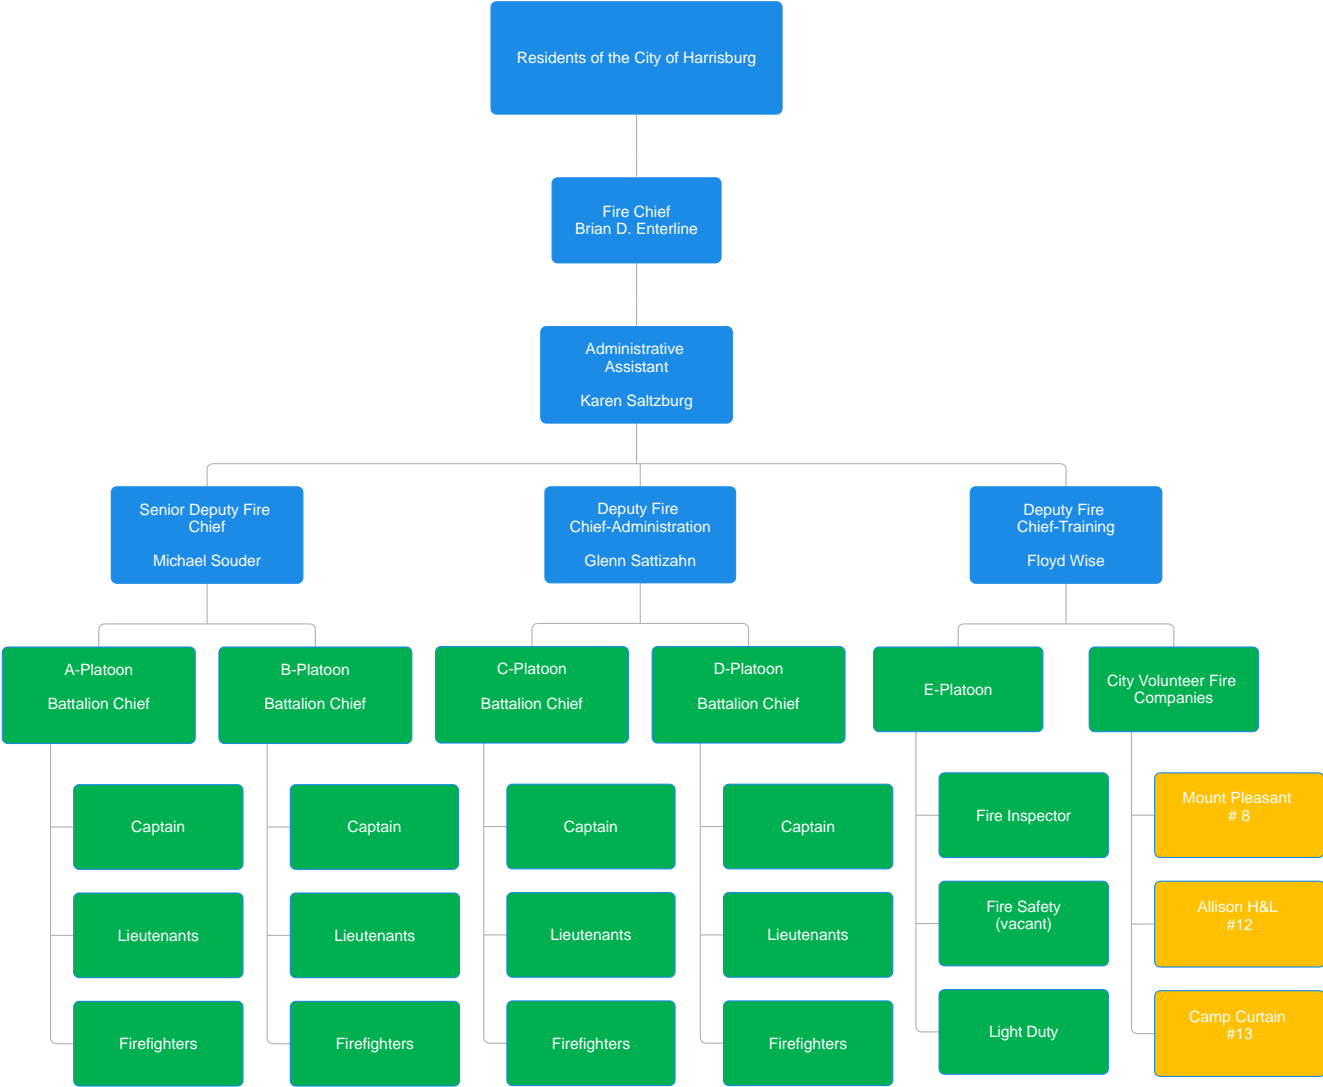 Residents of the City of Harrisburg
Fire Chief
Brian D. Enterline
Administrative
Assistant
Karen Saltzburg
Senior Deputy Fire
Chief
Michael Souder
Deputy Fire
Chief-Administration
Glenn Sattizahn
Deputy Fire
Chief-Training
Floyd Wise
A-Platoon
Battalion Chief
B-Platoon
Battalion Chief
C-Platoon
Battalion Chief
D-Platoon
Battalion Chief
E-Platoon
City Volunteer Fire
Companies
Captain
Captain
Captain
Captain
Fire Inspector
Mount Pleasant
# 8
Lieutenants
Lieutenants
Lieutenants
Lieutenants
Fire Safety
(vacant)
Allison H&L
#12
Firefighters
Firefighters
Firefighters
Firefighters
Light Duty
Camp Curtain
#13